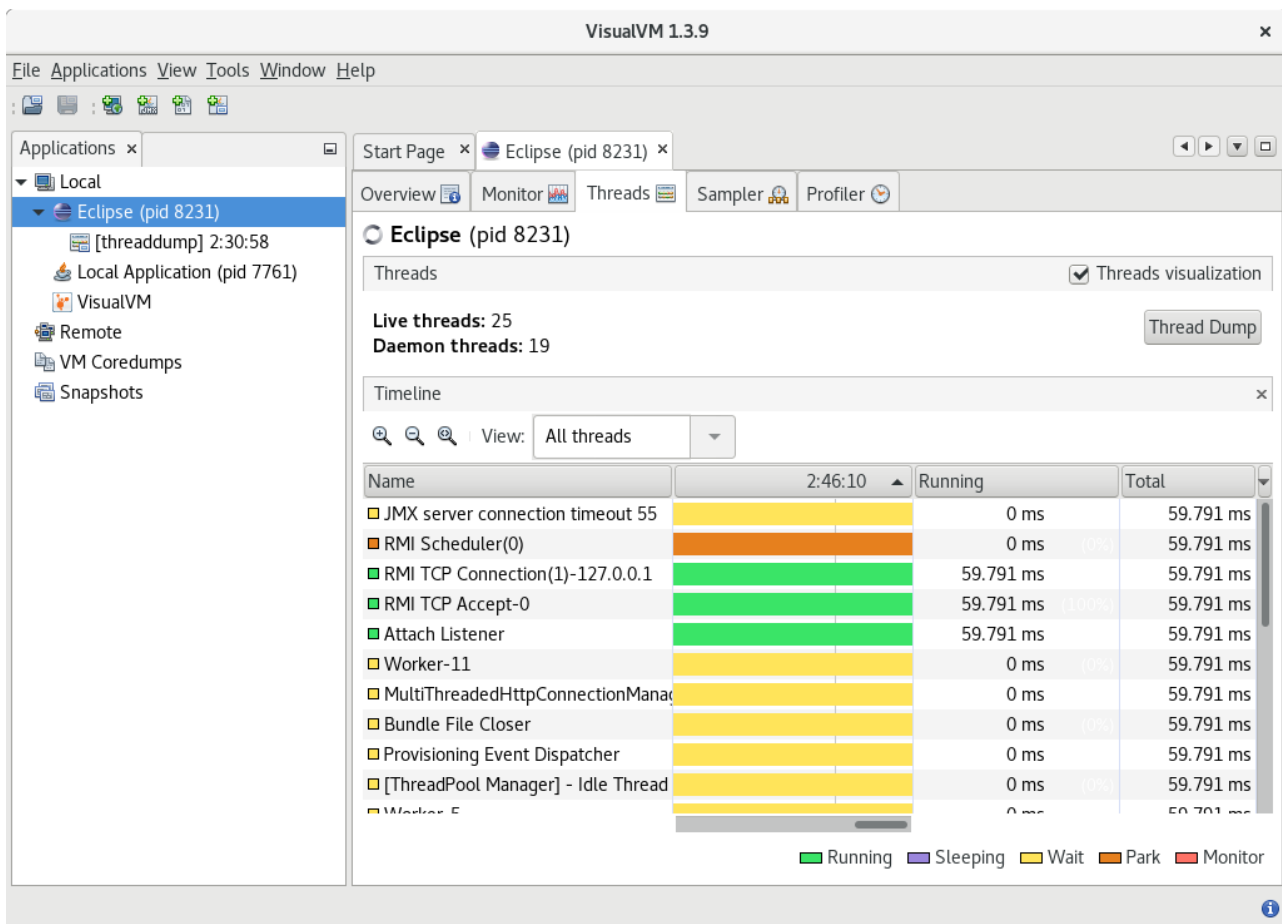 VisualVM 1.3.9
File Applications View Tools Window Help
Applications
Local
Eclipse (pid 8231)
[threaddump] 2:30:58
Local Application (pid 7761)
VisualVM
Remote
VM Coredumps
Snapshots
Start Page Eclipse (pid 8231)
Overview Monitor Threads Sampler Profiler
Eclipse (pid 8231)
Threads Threads visualization
Live threads: 25
Daemon threads: 19
Thread Dump
Timeline
View: All threads
Name 2:46:10 Running Total
JMX server connection timeout 55 0 ms 59.791 ms
RMI Scheduler(0) 0 ms (0%) 59.791 ms
RMI TCP Connection(1)-127.0.0.1 59.791 ms 59.791 ms
RMI TCP Accept-0 59.791 ms (100%) 59.791 ms
Attach Listener 59.791 ms 59.791 ms
Worker-11 0 ms (0%) 59.791 ms
MultiThreadedHttpConnectionManag 0 ms 59.791 ms
Bundle File Closer 0 ms (0%) 59.791 ms
Provisioning Event Dispatcher 0 ms 59.791 ms
[ThreadPool Manager] - Idle Thread 0 ms (0%) 59.791 ms
Worker-5 0 ms 59.791 ms
Running Sleeping Wait Park Monitor